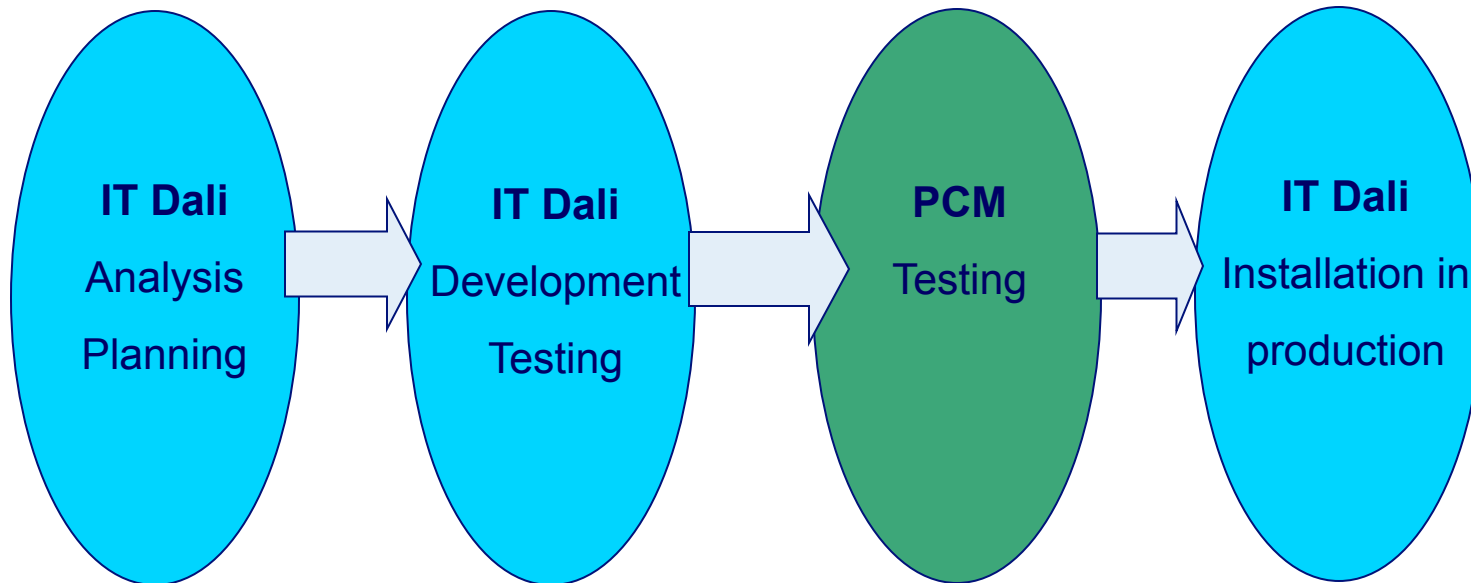 IT Dali
Analysis
Planning
IT Dali
Development
Testing
PCM
Testing
IT Dali
Installation in
production